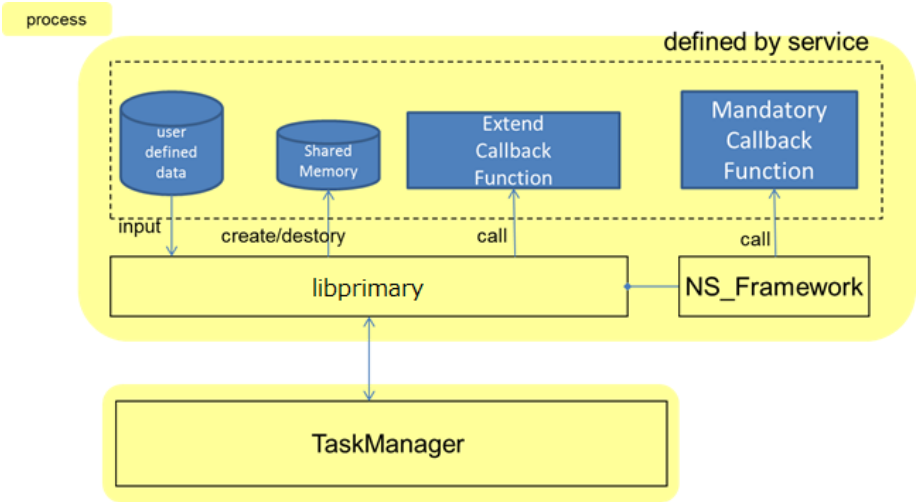 process
defined by service
user
defined
data
Shared
Memory
Extend
Callback
Function
Mandatory
Callback
Function
input
create/destory
call
call
libprimary
NS_Framework
TaskManager